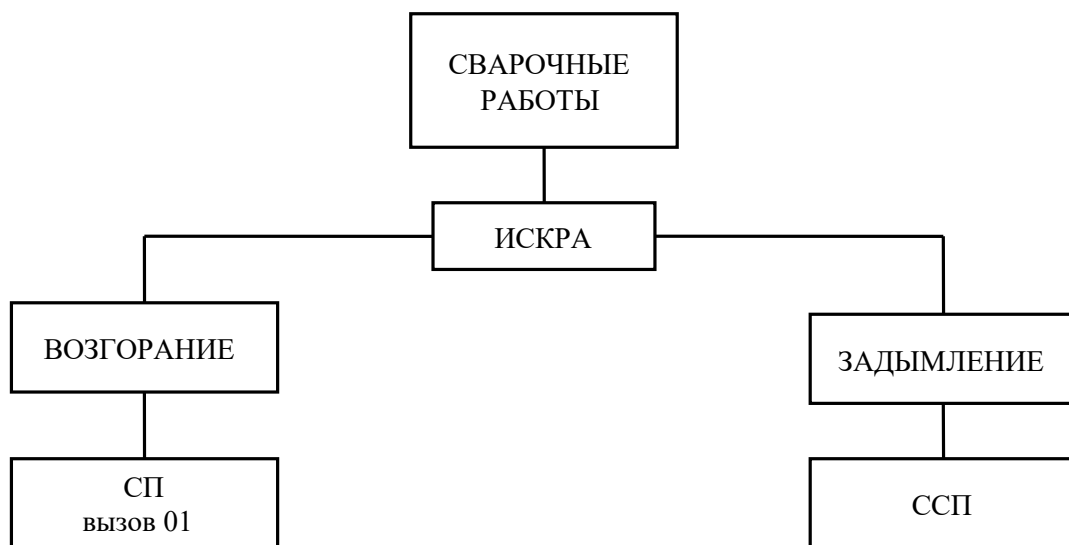 СВАРОЧНЫЕ
РАБОТЫ
ИСКРА
ВОЗГОРАНИЕ
ЗАДЫМЛЕНИЕ
СП
вызов 01
ССП